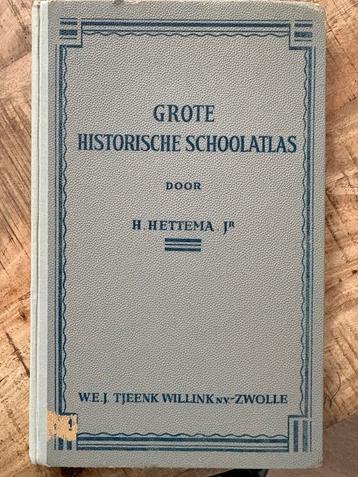 GROTE
HISTORISCHE SCHOOLATLAS
DOOR
H. HETTEMA JR
W.E.J. TJEENK WILLINK N.V.-ZWOLLE